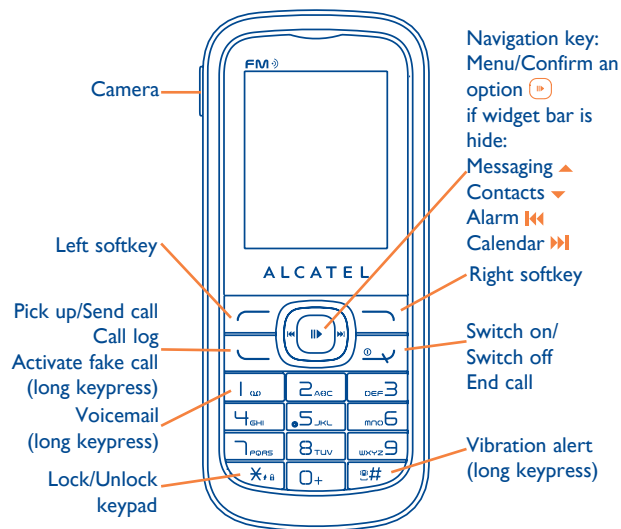 FM
Camera
Navigation key:
Menu/Confirm an
option
if widget bar is
hide:
Messaging
Contacts
Alarm
Calendar
Left softkey
ALCATEL
Right softkey
Pick up/Send call
Call log
Activate fake call
(long keypress)
Switch on/
Switch off
End call
Voicemail
(long keypress)
1
2 ABC
DEF 3
4 GHI
5 JKL
mno 6
7 PQRS
8 TUV
wxyz 9
Lock/Unlock
keypad
*
0+
#
Vibration alert
(long keypress)